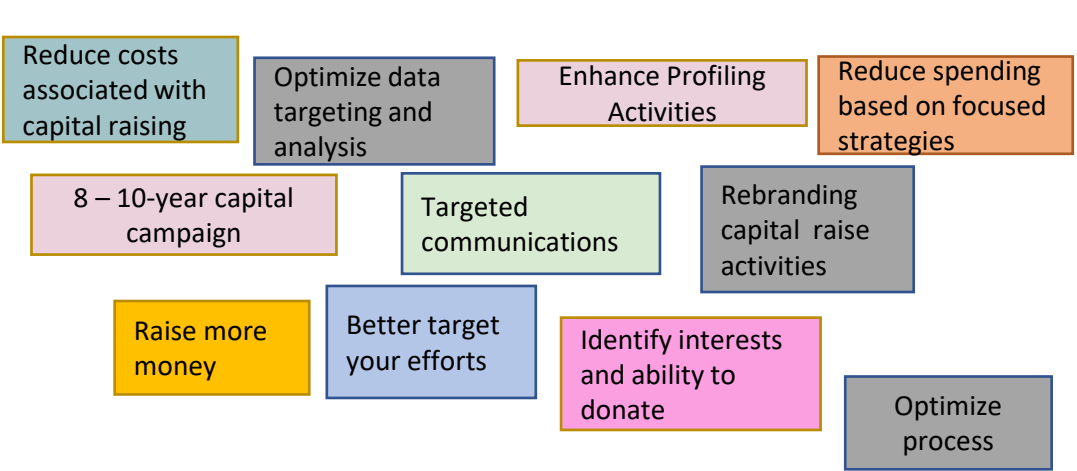 Reduce costs
associated with
capital raising
Optimize data
targeting and
analysis
Enhance Profiling
Activities
Reduce spending
based on focused
strategies
8 – 10-year capital
campaign
Targeted
communications
Rebranding
capital  raise
activities
Raise more
money
Better target
your efforts
Identify interests
and ability to
donate
Optimize
process